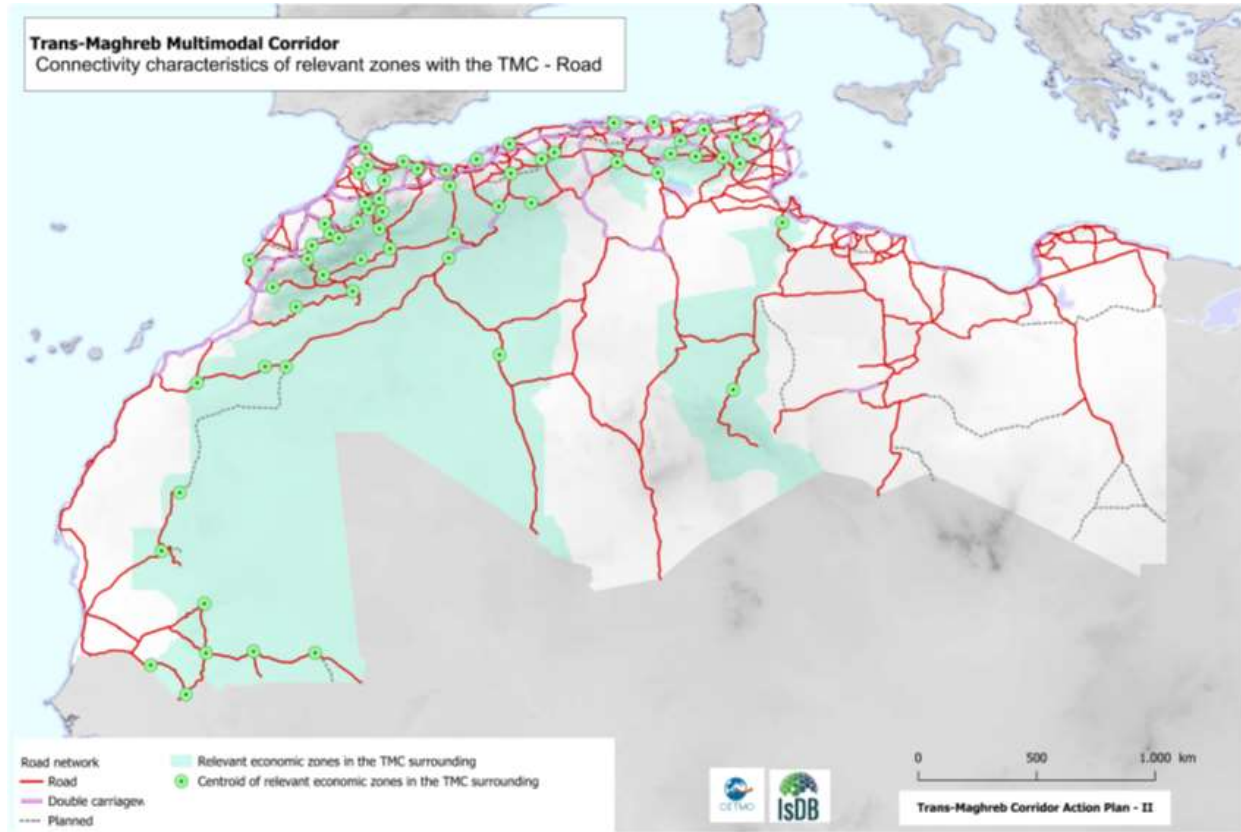 Trans-Maghreb Multimodal Corridor
Connectivity characteristics of relevant zones with the TMC - Road
Road network
Road
Double carriagew
Planned
Relevant economic zones in the TMC surrounding
Centroid of relevant economic zones in the TMC surrounding
CETMO
IsDB
0 500 1.000 km
Trans-Maghreb Corridor Action Plan - II